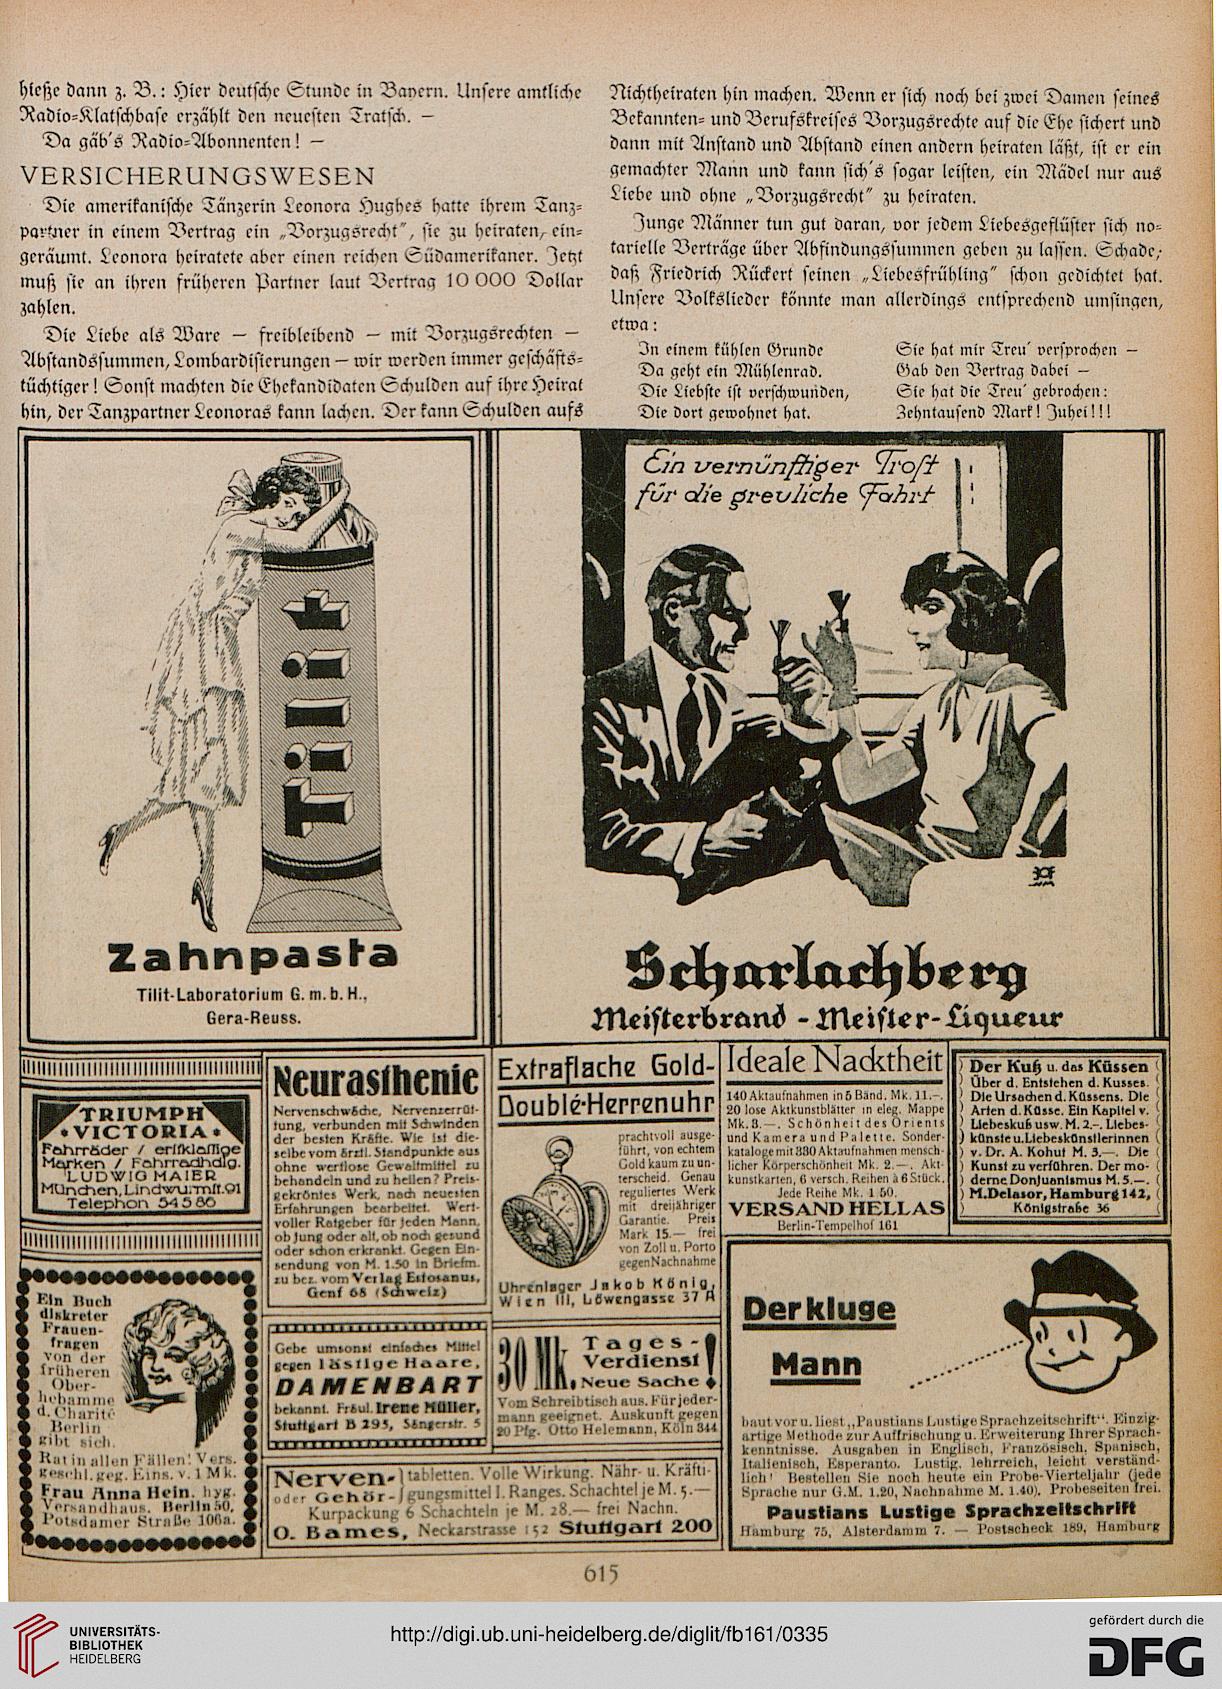 hieße dann z. B.: Hier deutsche Stunde in Bayern. Unsere amtliche
Radio-Klatschbase erzählt den neuesten Tratsch. —
Da gäb's Radio-Abonnenten! —
VERSICHERUNGSWESEN
Die amerikanische Tänzerin Leonora Hughes hatte ihrem Tanz-
partner in einem Vertrag ein „Vorzugsrecht", sie zu heiraten, ein-
geräumt. Leonora heiratete aber einen reichen Südamerikaner. Jetzt
muß sie an ihren früheren Partner laut Vertrag 10 000 Dollar
zahlen.
Die Liebe als Ware — freibleibend — mit Vorzugsrechten —
Abstandssummen, Lombardisierungen — wir werden immer geschäfts-
tüchtiger! Sonst machten die Ehekandidaten Schulden auf ihre Heirat
hin, der Tanzpartner Leonoras kann lachen. Der kann Schulden aufs
Nichtheiraten hin machen. Wenn er sich noch bei zwei Damen seines
Bekannten- und Berufskreises Vorzugsrechte auf die Ehe sichert und
dann mit Anstand und Abstand einen andern heiraten läßt, ist er ein
gemachter Mann und kann sich's sogar leisten, ein Mädel nur aus
Liebe und ohne „Vorzugsrecht" zu heiraten.
Junge Männer tun gut daran, vor jedem Liebesgeflüster sich no-
tarielle Verträge über Abfindungssummen geben zu lassen. Schade,
daß Friedrich Rückert seinen „Liebesfrühling" schon gedichtet hat.
Unsere Volkslieder könnte man allerdings entsprechend umsingen,
etwa:
In einem kühlen Grunde
Da geht ein Mühlenrad.
Die Liebste ist verschwunden,
Die dort gewohnet hat.
Sie hat mir Treu' versprochen —
Gab den Vertrag dabei —
Sie hat die Treu' gebrochen:
Zehntausend Mark! Juhei!!!
Tilit
Zahnpasta
Tilit-Laboratorium G. m. b. H.,
Gera-Reuss.
Ein vernünftiger Trost
für die greuliche Fahrt!
Scharlachberg
Meisterbrand - Meister-Liqueur
TRIUMPH
VICTORIA
Fahrräder / erstklassige
Marken / Fahrradhdlg.
LUDWIG MAIER
München, Lindwurmst. 91
Telephon 54586
Ein Buch
diskreter
Frauen-
fragen
von der
früheren
Ober-
hebamme
d. Charité
Berlin
gibt sich.
Rat in allen Fällen! Vers.
geschl. geg. Eins. v. 1 Mk.
Frau Anna Hein, hyg.
Versandhaus, Berlin 50,
Potsdamer Straße 106a.
Neurasthenie
Nervenschwäche, Nervenzerrüt-
tung, verbunden mit Schwinden
der besten Kräfte. Wie ist die-
selbe vom ärztl. Standpunkte aus
ohne wertlose Gewaltmittel zu
behandeln und zu heilen? Preis-
gekröntes Werk, nach neuesten
Erfahrungen bearbeitet. Wert-
voller Ratgeber für jeden Mann,
ob jung oder alt, ob noch gesund
oder schon erkrankt. Gegen Ein-
sendung von M. 1.50 in Briefm.
zu bez. vom Verlag Estosanus,
Genf 68 (Schweiz)
Gebe umsonst einfaches Mittel
gegen lästige Haare,
DAMENBART
bekannt. Fräul. Irene Müller,
Stuttgart B 295, Sängerstr. 5
Extraflache Gold-
Doublé-Herrenuhr
prachtvoll ausge-
führt, von echtem
Gold kaum zu un-
terscheid. Genau
reguliertes Werk
mit dreijähriger
Garantie. Preis
Mark 15.— frei
von Zoll u. Porto
gegen Nachnahme
Uhrenlager Jakob König,
Wien III, Löwengasse 37 A
30 Mk. Tages-
Verdienst!
Neue Sache
Vom Schreibtisch aus. Für jeder-
mann geeignet. Auskunft gegen
20 Pfg. Otto Helemann, Köln 344
Nerven- oder Gehör-
tabletten. Volle Wirkung. Nähr- u. Kräfti-
gungsmittel I. Ranges. Schachtel je M. 5.—
Kurpackung 6 Schachteln je M. 28.— frei Nachn.
O. Bames, Neckarstrasse 152 Stuttgart 200
Ideale Nacktheit
140 Aktaufnahmen in 5 Bänd. Mk. 11.-.
20 lose Aktkunstblätter in eleg. Mappe
Mk. 3.—. Schönheit des Orients
und Kamera und Palette. Sonder-
kataloge mit 330 Aktaufnahmen mensch-
licher Körperschönheit Mk. 2.—. Akt-
kunstkarten, 6 versch. Reihen à 6 Stück.
Jede Reihe Mk. 1.50.
VERSAND HELLAS
Berlin-Tempelhof 161
Der Kuß u. das Küssen
Über d. Entstehen d. Kusses.
Die Ursachen d. Küssens. Die
Arten d. Küsse. Ein Kapitel v.
Liebeskuß usw. M. 2.-. Liebes-
künste u. Liebeskünstlerinnen
v. Dr. A. Kohut M. 3.—. Die
Kunst zu verführen. Der mo-
derne Donjuanismus M. 5.—.
M. Delasor, Hamburg 142,
Königstraße 36
Der kluge
Mann
baut vor u. liest „Paustians Lustige Sprachzeitschrift". Einzig-
artige Methode zur Auffrischung u. Erweiterung Ihrer Sprach-
kenntnisse. Ausgaben in Englisch, Französisch, Spanisch,
Italienisch, Esperanto. Lustig, lehrreich, leicht verständ-
lich! Bestellen Sie noch heute ein Probe-Vierteljahr (jede
Sprache nur G.M. 1.20, Nachnahme M. 1.40). Probeseiten frei.
Paustians Lustige Sprachzeitschrift
Hamburg 75, Alsterdamm 7. — Postscheck 189, Hamburg
615
UNIVERSITÄTS-
BIBLIOTHEK
HEIDELBERG
http://digi.ub.uni-heidelberg.de/diglit/fb161/0335
gefördert durch die
DFG